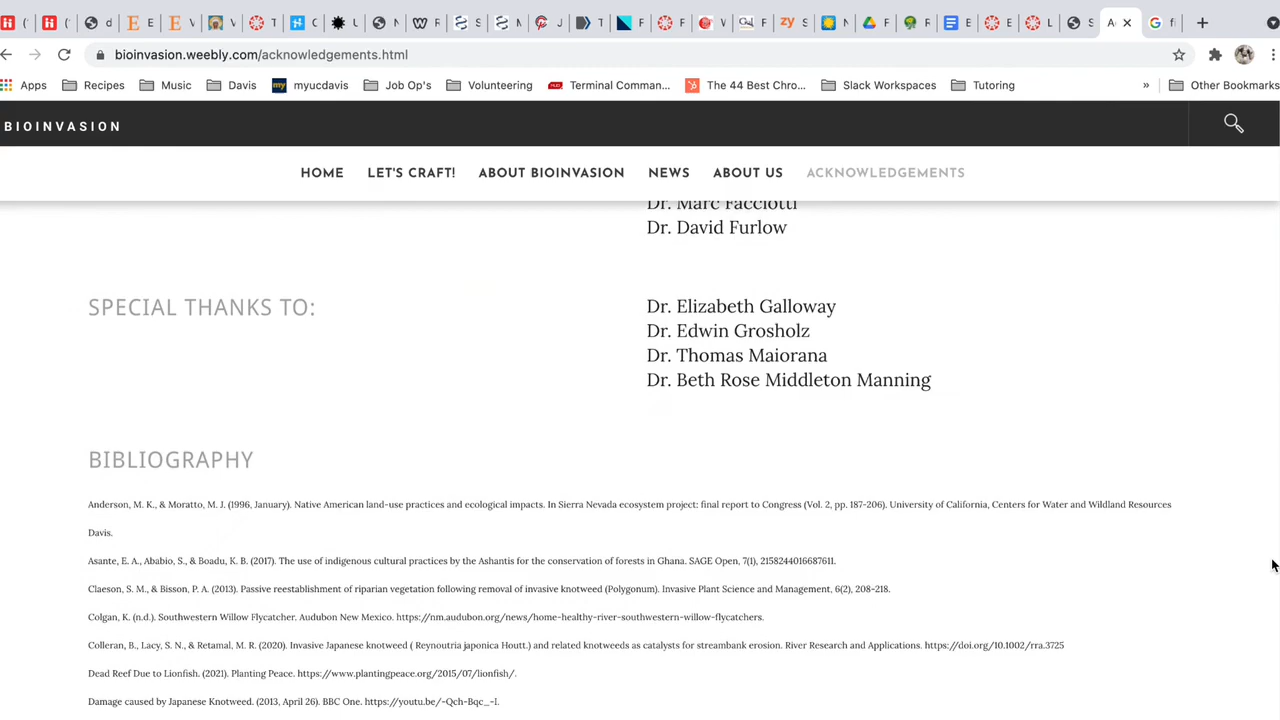 bioinvasion.weebly.com/acknowledgements.html
Apps Recipes Music Davis myucdavis Job Op's Volunteering Terminal Comman... The 44 Best Chro... Slack Workspaces Tutoring » Other Bookmarks
BIOINVASION
HOME LET'S CRAFT! ABOUT BIOINVASION NEWS ABOUT US ACKNOWLEDGEMENTS
Dr. Marc Facciotti
Dr. David Furlow
SPECIAL THANKS TO:
Dr. Elizabeth Galloway
Dr. Edwin Grosholz
Dr. Thomas Maiorana
Dr. Beth Rose Middleton Manning
BIBLIOGRAPHY
Anderson, M. K., & Moratto, M. J. (1996, January). Native American land-use practices and ecological impacts. In Sierra Nevada ecosystem project: final report to Congress (Vol. 2, pp. 187-206). University of California, Centers for Water and Wildland Resources
Davis.
Asante, E. A., Ababio, S., & Boadu, K. B. (2017). The use of indigenous cultural practices by the Ashantis for the conservation of forests in Ghana. SAGE Open, 7(1), 2158244016687611.
Claeson, S. M., & Bisson, P. A. (2013). Passive reestablishment of riparian vegetation following removal of invasive knotweed (Polygonum). Invasive Plant Science and Management, 6(2), 208-218.
Colgan, K. (n.d.). Southwestern Willow Flycatcher. Audubon New Mexico. https://nm.audubon.org/news/home-healthy-river-southwestern-willow-flycatchers.
Colleran, B., Lacy, S. N., & Retamal, M. R. (2020). Invasive Japanese knotweed ( Reynoutria japonica Houtt.) and related knotweeds as catalysts for streambank erosion. River Research and Applications. https://doi.org/10.1002/rra.3725
Dead Reef Due to Lionfish. (2021). Planting Peace. https://www.plantingpeace.org/2015/07/lionfish/.
Damage caused by Japanese Knotweed. (2013, April 26). BBC One. https://youtu.be/-Qch-Bqc_-I.